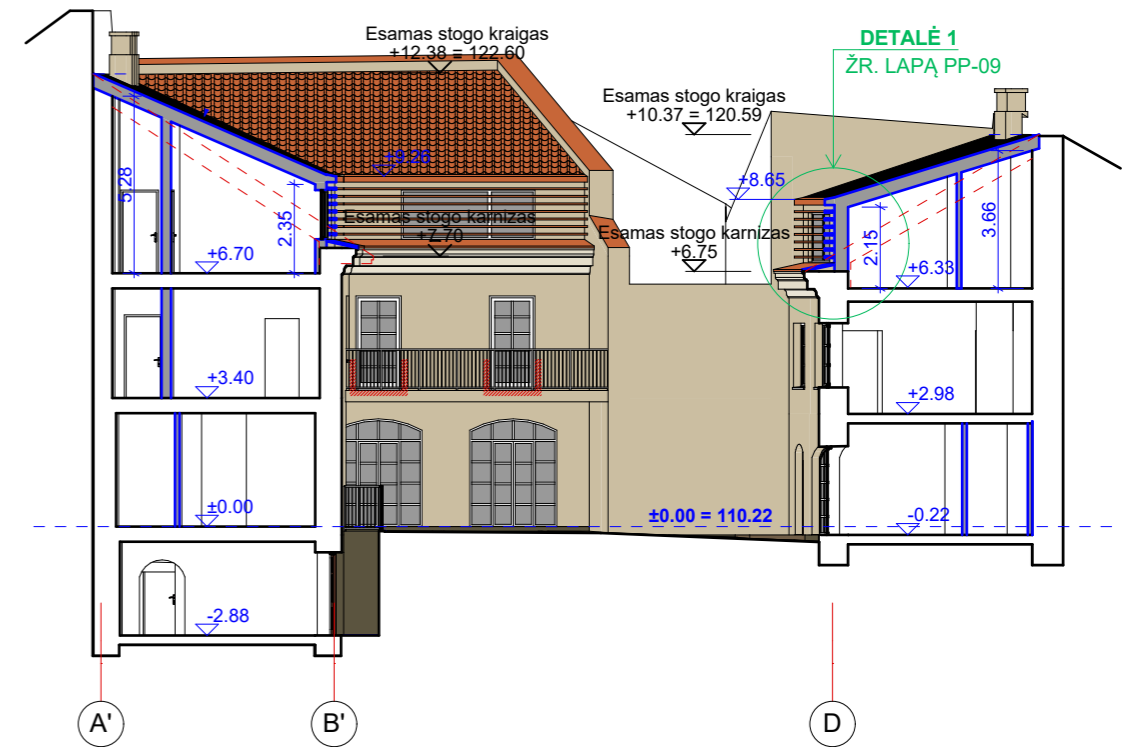 Esamas stogo kraigas
+12.38 = 122.60
DETALĖ 1
ŽR. LAPĄ PP-09
Esamas stogo kraigas
+10.37 = 120.59
+9.26
+8.65
5.28
2.35
Esamas stogo karnizas
+7.70
Esamas stogo karnizas
+6.75
2.15
3.66
+6.70
+6.33
+3.40
+2.98
±0.00
±0.00 = 110.22
-0.22
-2.88
A'
B'
D